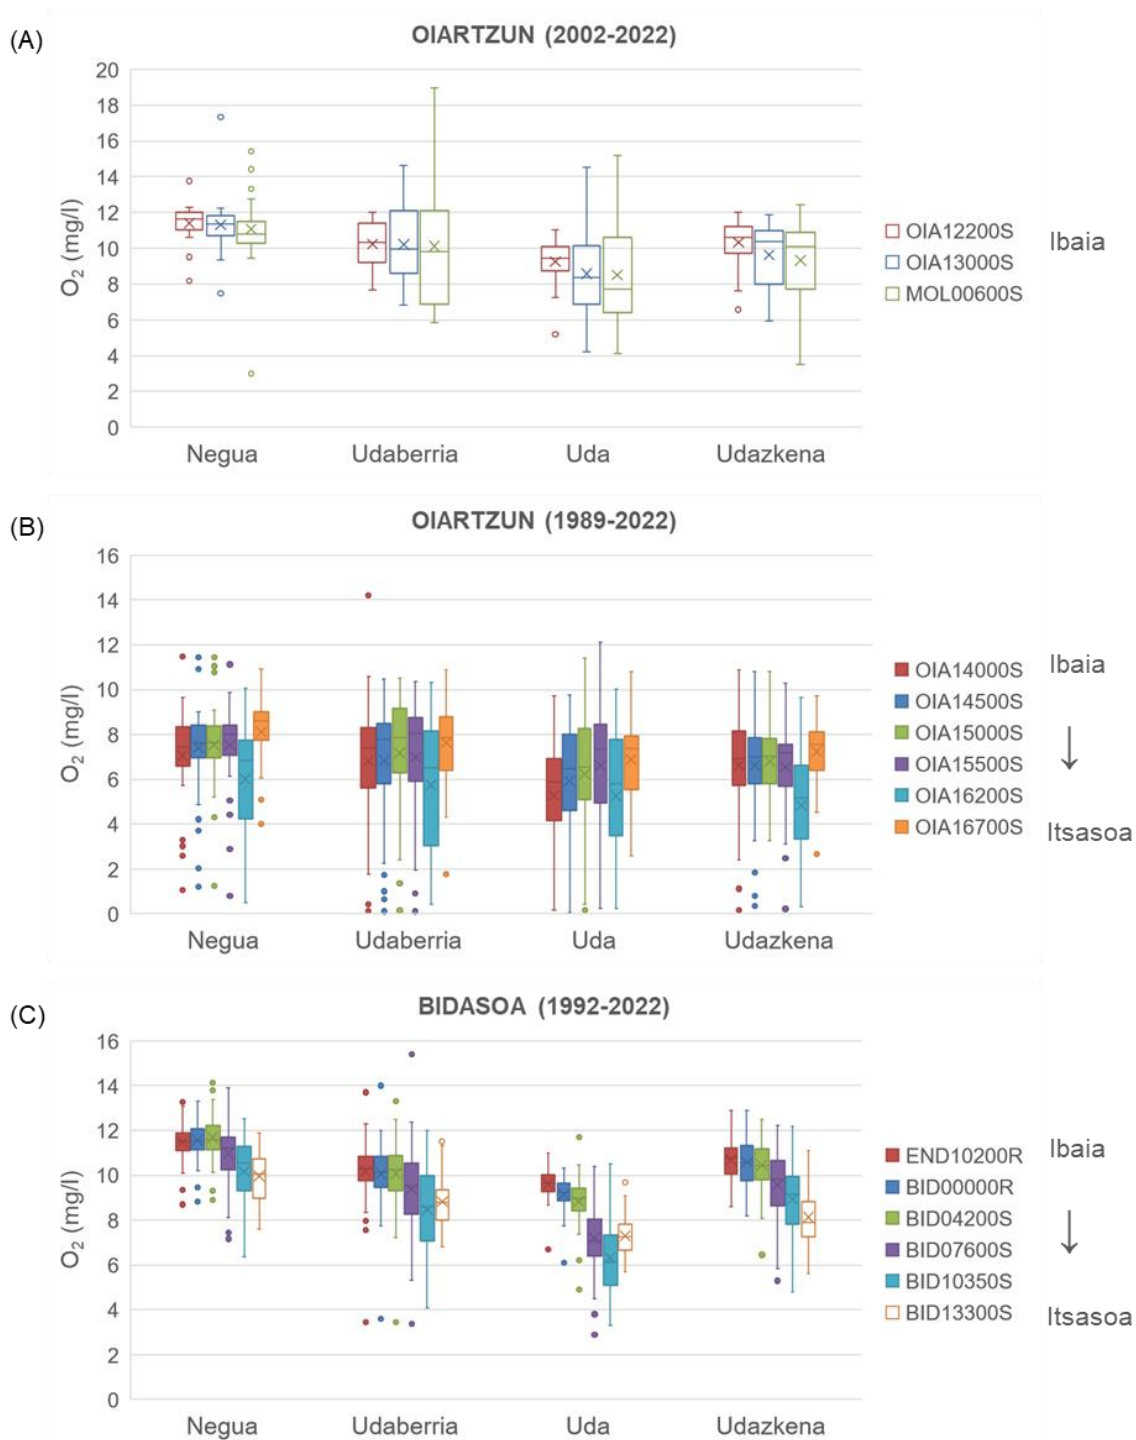 (A)
OIARTZUN (2002-2022)
O₂ (mg/l)
20
18
16
14
12
10
8
6
4
2
0
Negua Udaberria Uda Udazkena
OIA12200S
OIA13000S
MOL00600S
Ibaia
(B)
OIARTZUN (1989-2022)
O₂ (mg/l)
16
14
12
10
8
6
4
2
0
Negua Udaberria Uda Udazkena
OIA14000S
OIA14500S
OIA15000S
OIA15500S
OIA16200S
OIA16700S
Ibaia
↓
Itsasoa
(C)
BIDASOA (1992-2022)
O₂ (mg/l)
16
14
12
10
8
6
4
2
0
Negua Udaberria Uda Udazkena
END10200R
BID00000R
BID04200S
BID07600S
BID10350S
BID13300S
Ibaia
↓
Itsasoa